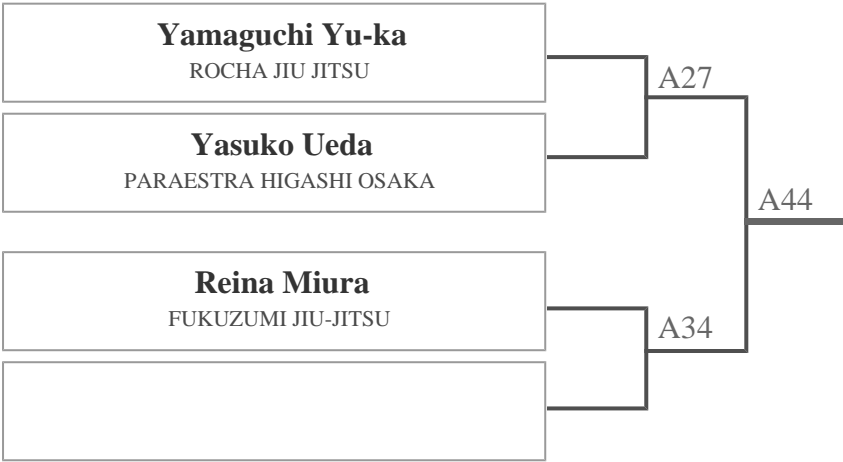 Yamaguchi Yu-ka
ROCHA JIU JITSU
A27
Yasuko Ueda
PARAESTRA HIGASHI OSAKA
A44
Reina Miura
FUKUZUMI JIU-JITSU
A34